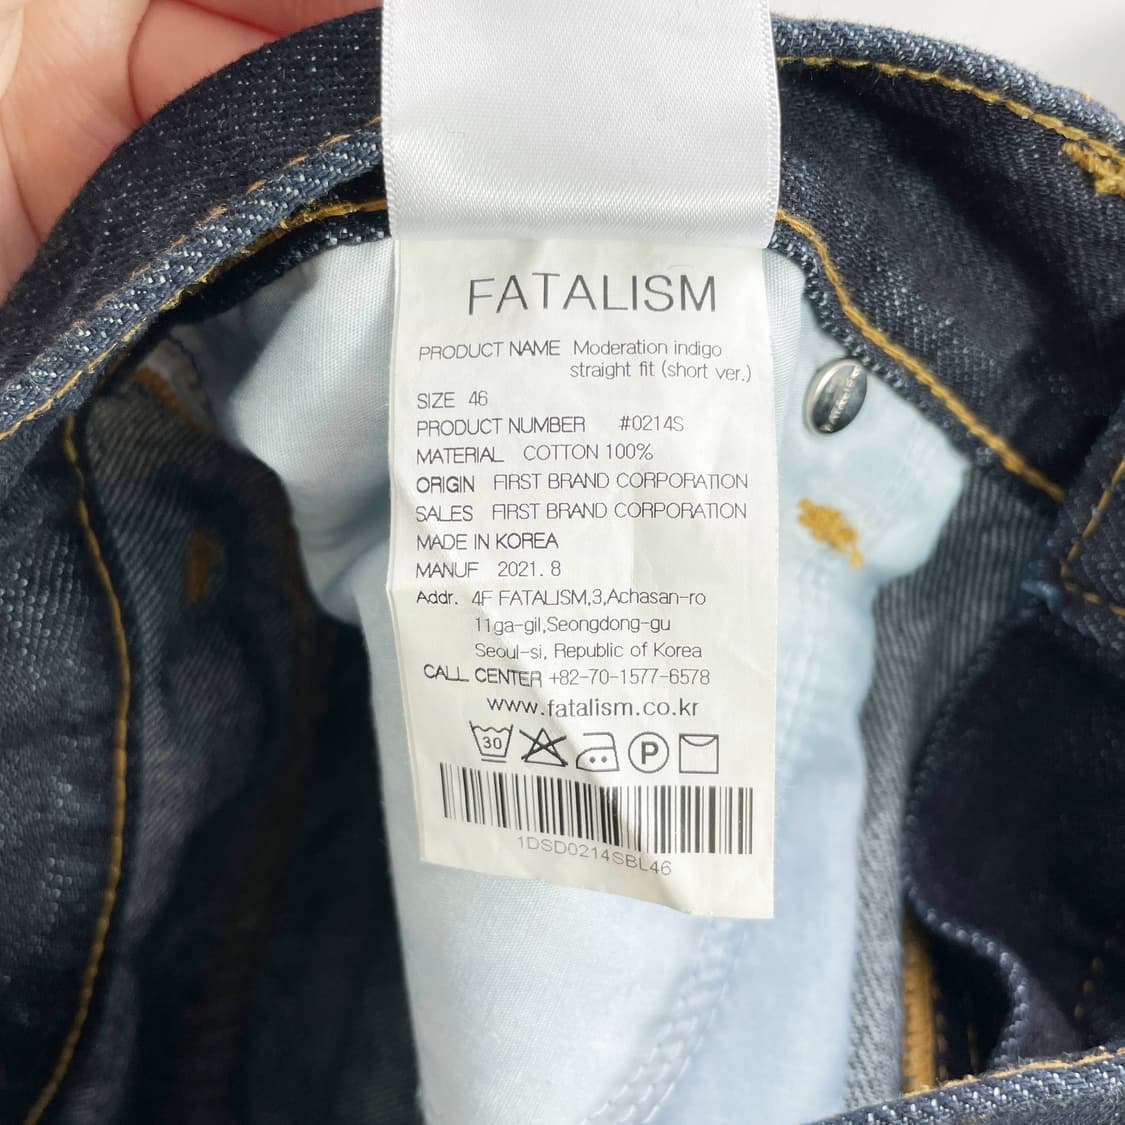 FATALISM
PRODUCT NAME Moderation indigo
straight fit (short ver.)
SIZE 46
PRODUCT NUMBER #0214S
MATERIAL COTTON 100%
ORIGIN FIRST BRAND CORPORATION
SALES FIRST BRAND CORPORATION
MADE IN KOREA
MANUF 2021. 8
Addr. 4F FATALISM,3,Achasan-ro
11ga-gil,Seongdong-gu
Seoul-si, Republic of Korea
CALL CENTER +82-70-1577-6578
www.fatalism.co.kr
30 P
1DSD0214SBL46